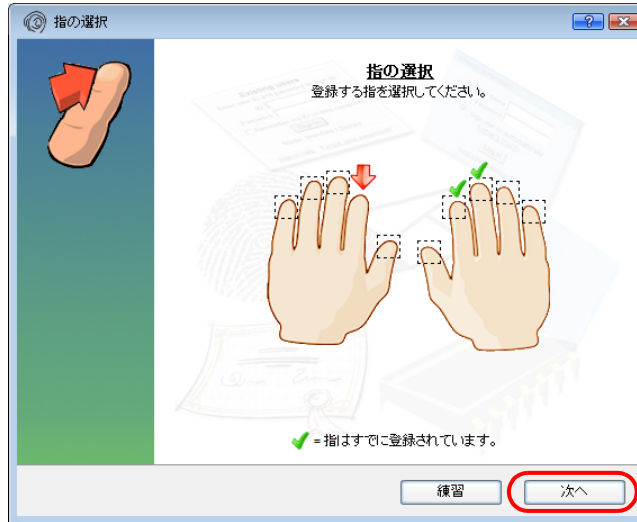 指の選択
指の選択
登録する指を選択してください。
= 指はすでに登録されています。
練習
次へ